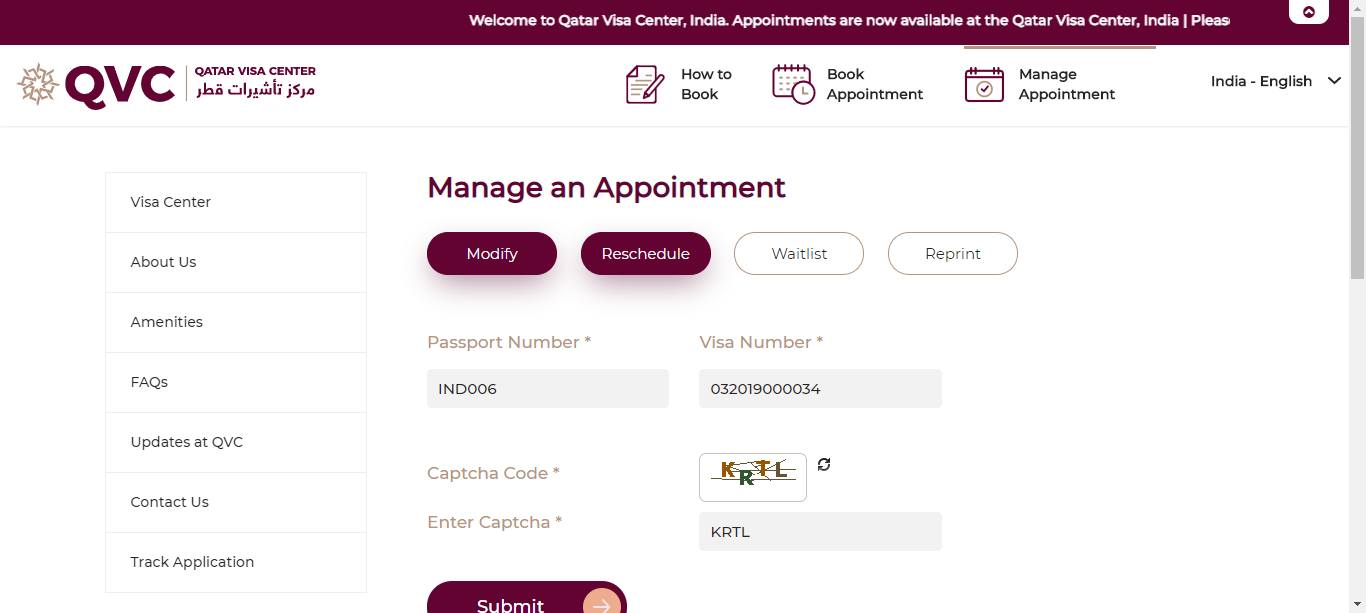 Welcome to Qatar Visa Center, India. Appointments are now available at the Qatar Visa Center, India | Please
QVC
QATAR VISA CENTER
مركز تأشيرات قطر
How to
Book
Book
Appointment
Manage
Appointment
India - English
Visa Center
About Us
Amenities
FAQs
Updates at QVC
Contact Us
Track Application
Manage an Appointment
Modify
Reschedule
Waitlist
Reprint
Passport Number *
Visa Number *
IND006
032019000034
Captcha Code *
KRTL
Enter Captcha *
KRTL
Submit